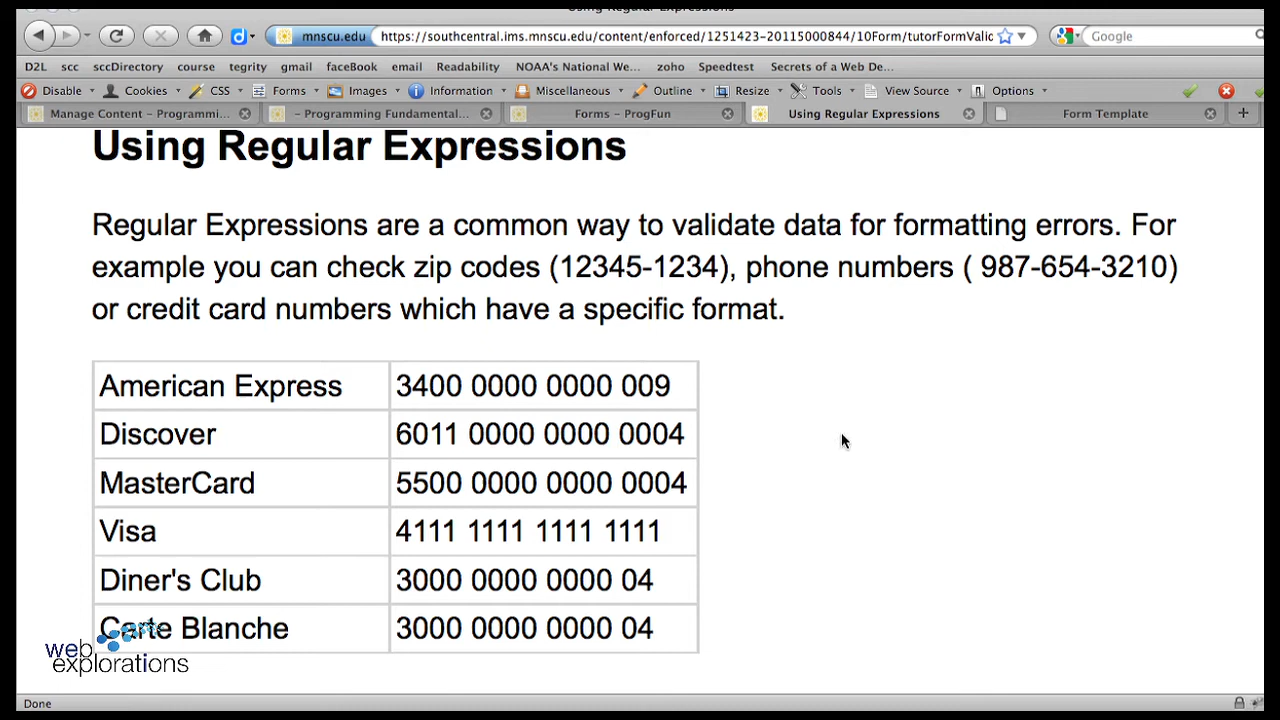 Using Regular Expressions
mnscu.edu https://southcentral.ims.mnscu.edu/content/enforced/1251423-20115000844/10Form/tutorFormValic Google
D2L scc sccDirectory course tegrity gmail faceBook email Readability NOAA's National We... zoho Speedtest Secrets of a Web De...
Disable Cookies CSS Forms Images Information Miscellaneous Outline Resize Tools View Source Options
Manage Content - Programmi... - Programming Fundamental... Forms - ProgFun Using Regular Expressions Form Template
Using Regular Expressions
Regular Expressions are a common way to validate data for formatting errors. For
example you can check zip codes (12345-1234), phone numbers ( 987-654-3210)
or credit card numbers which have a specific format.
American Express 3400 0000 0000 009
Discover 6011 0000 0000 0004
MasterCard 5500 0000 0000 0004
Visa 4111 1111 1111 1111
Diner's Club 3000 0000 0000 04
Carte Blanche 3000 0000 0000 04
web
explorations
Done